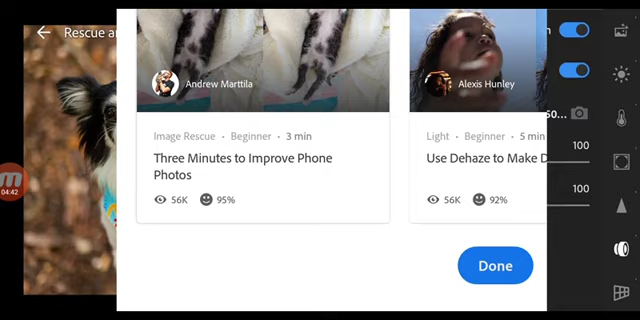 Rescue a
Andrew Marttila
Alexis Hunley
Image Rescue • Beginner • 3 min
Three Minutes to Improve Phone
Photos
56K 95%
Light • Beginner • 5 min
Use Dehaze to Make D
56K 92%
Done
04:42
n
50...
100
100